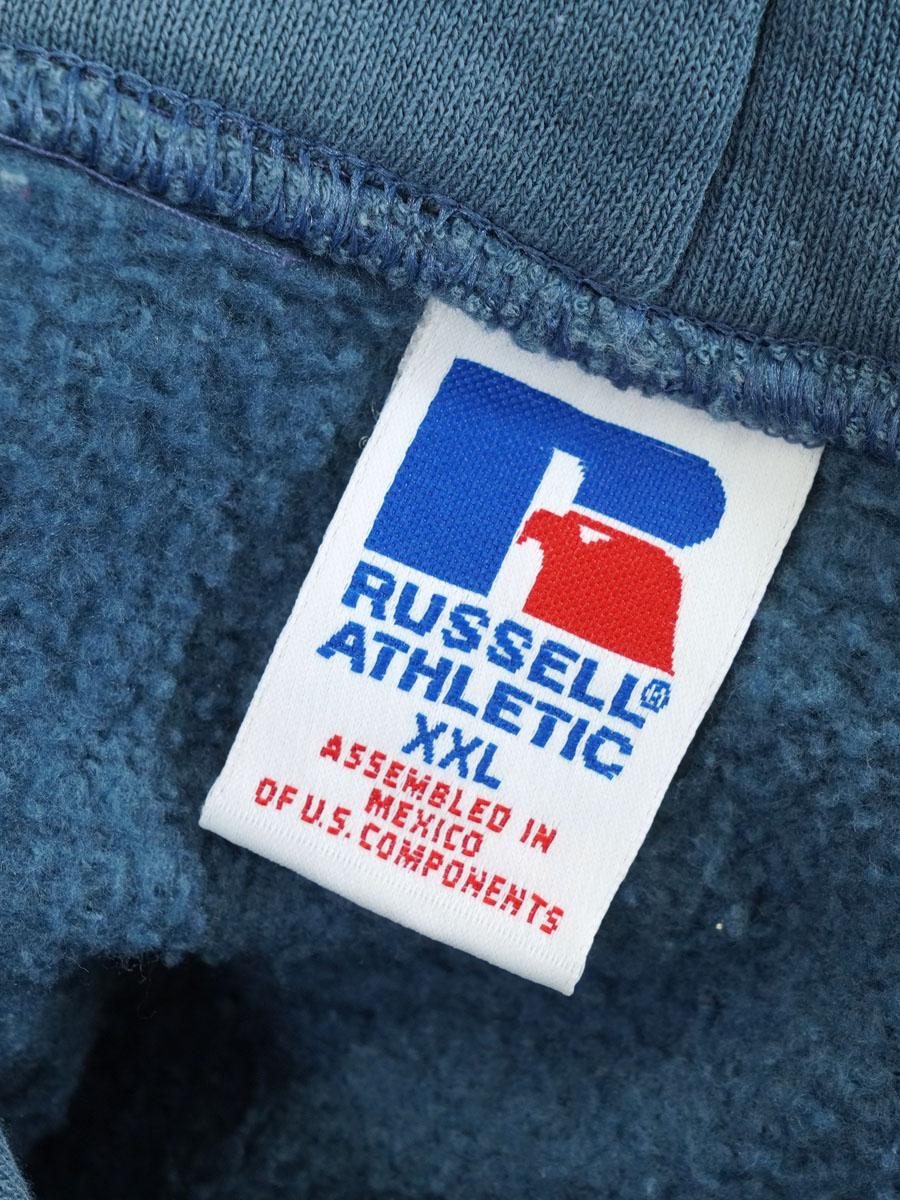 RUSSELL®
ATHLETIC
XXL
ASSEMBLED IN
MEXICO
OF U.S. COMPONENTS